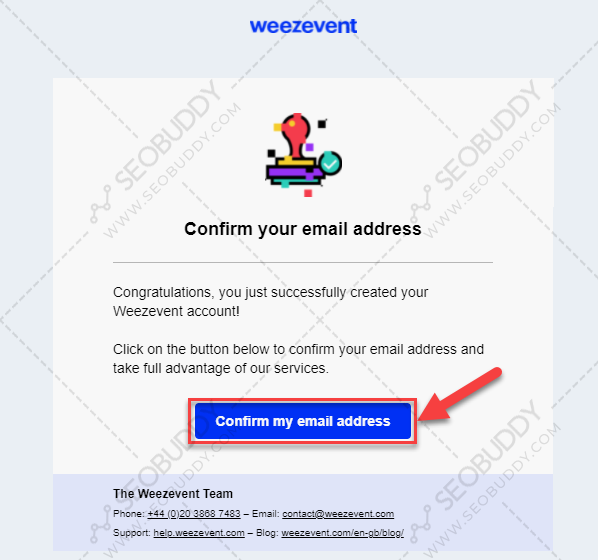 weezevent
SEOBUDDY
WWW.SEOBUDDY.COM
SEOBUDDY
WWW.SEOBUDDY.COM
Confirm your email address
Congratulations, you just successfully created your
Weezevent account!
Click on the button below to confirm your email address and
take full advantage of our services.
Confirm my email address
SEOBUDDY
WWW.SEOBUDDY.COM
SEOBUDDY
WWW.SEOBUDDY.COM
The Weezevent Team
Phone: +44 (0)20 3868 7483 – Email: contact@weezevent.com
Support: help.weezevent.com – Blog: weezevent.com/en-gb/blog/